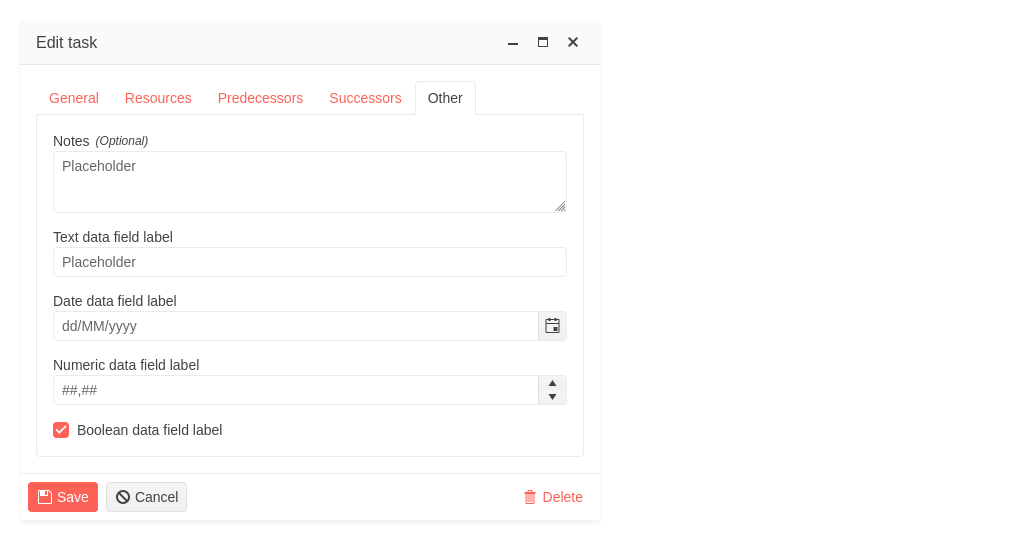 Edit task
General Resources Predecessors Successors Other
Notes (Optional)
Placeholder
Text data field label
Placeholder
Date data field label
dd/MM/yyyy
Numeric data field label
##,##
Boolean data field label
Save Cancel Delete